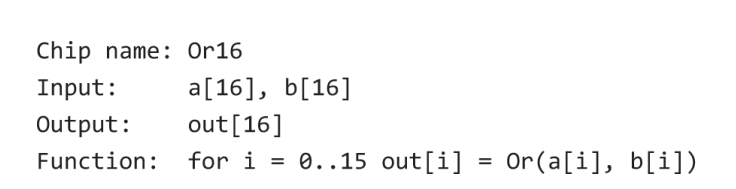 Chip name: Or16
Input: a[16], b[16]
Output: out[16]
Function: for i = 0..15 out[i] = Or(a[i], b[i])